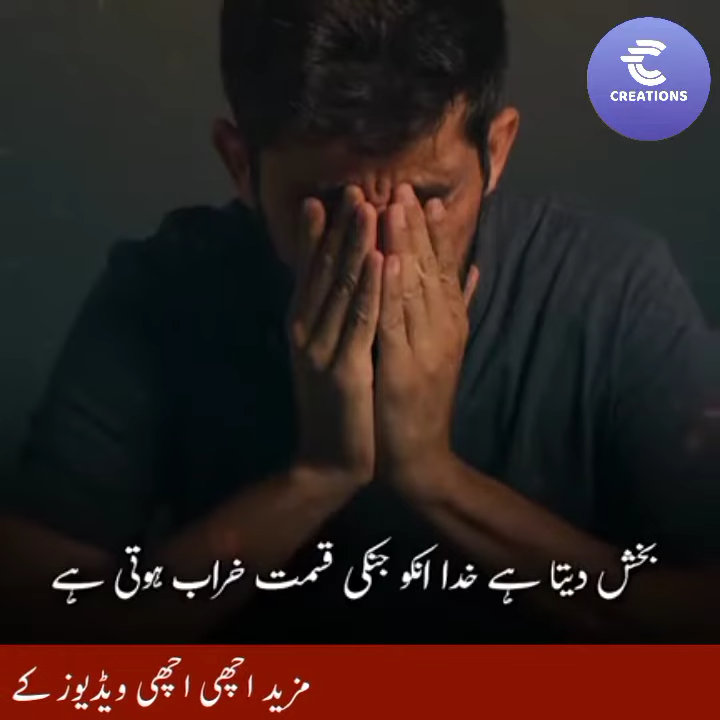 CREATIONS
بخش دیتا ہے خدا انکو جنکی قسمت خراب ہوتی ہے
مزید اچھی اچھی ویڈیوز کے